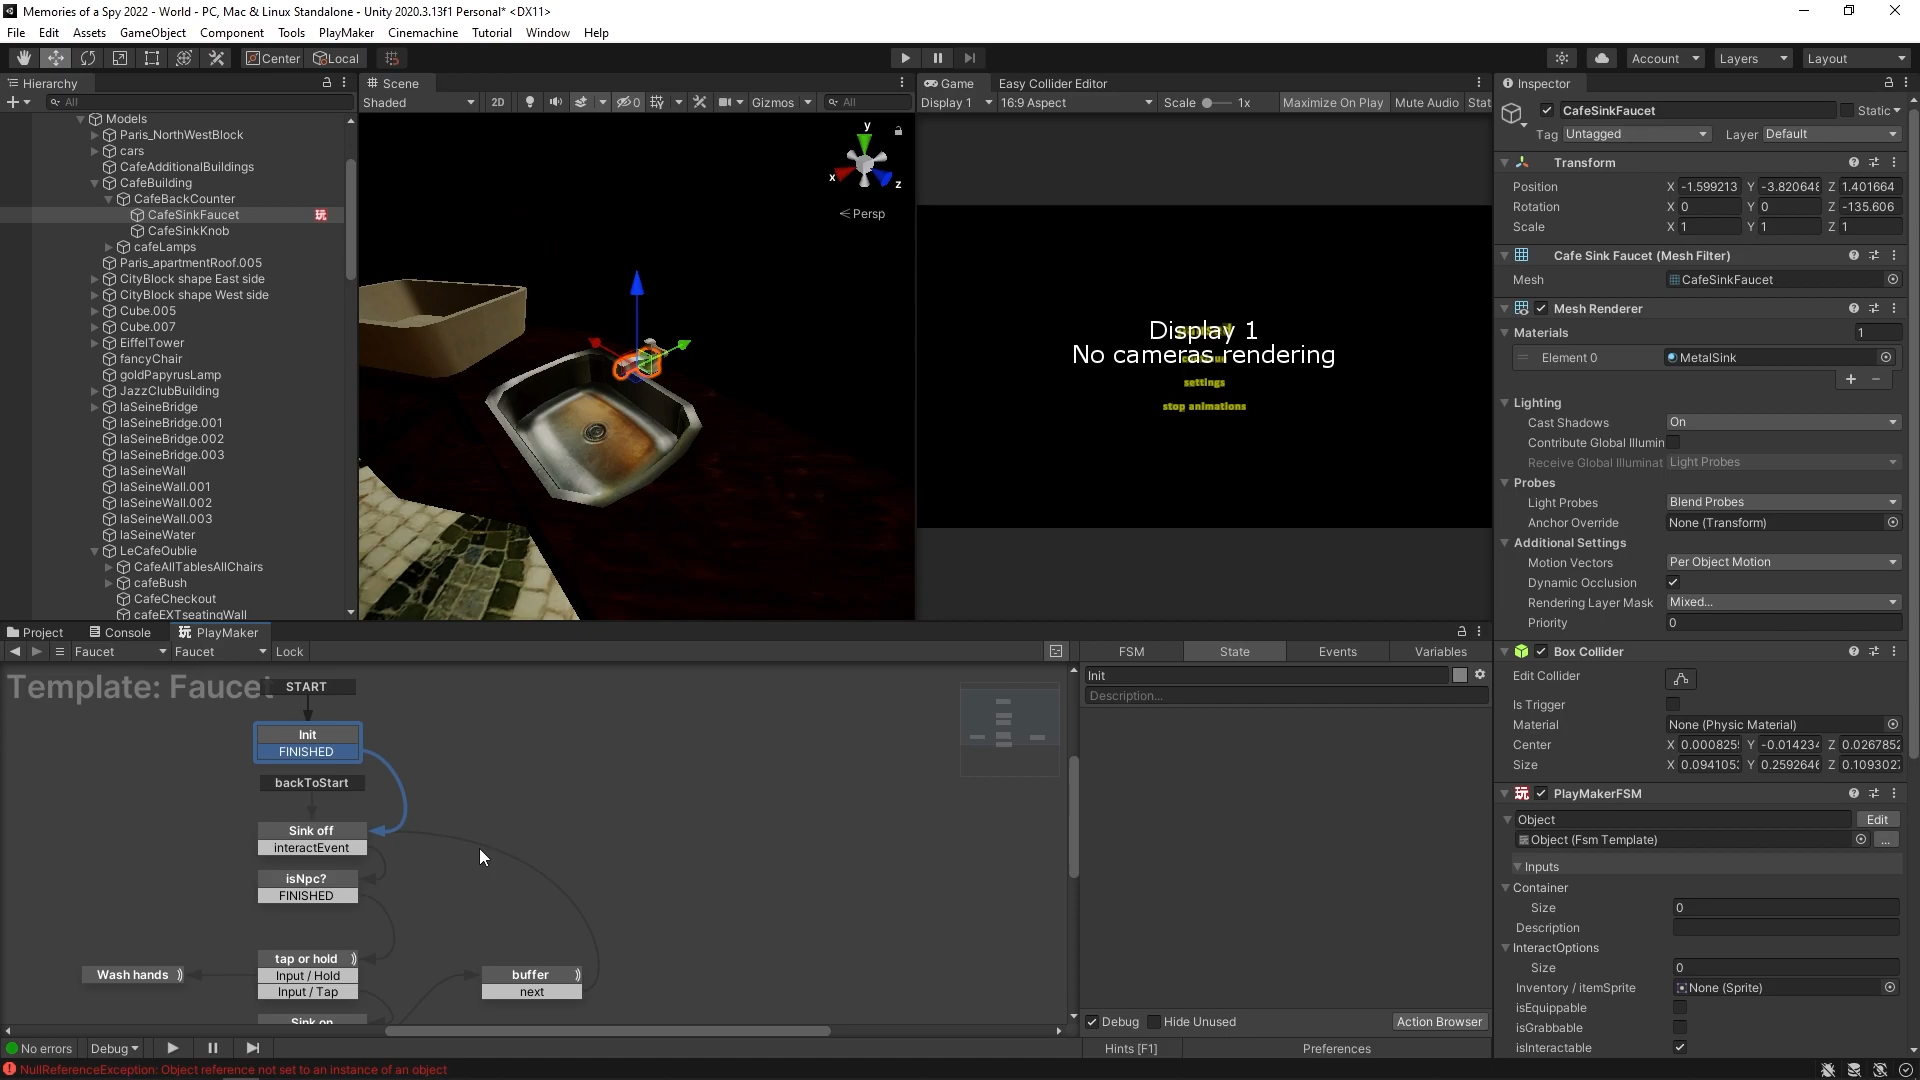 Memories of a Spy 2022 - World - PC, Mac & Linux Standalone - Unity 2020.3.13f1 Personal* <DX11>
File Edit Assets GameObject Component Tools PlayMaker Cinemachine Tutorial Window Help
Center Local Account Layers Layout
Hierarchy
All
Models
Paris_NorthWestBlock
cars
CafeAdditionalBuildings
CafeBuilding
CafeBackCounter
CafeSinkFaucet
CafeSinkKnob
cafeLamps
Paris_apartmentRoof.005
CityBlock shape East side
CityBlock shape West side
Cube.005
Cube.007
EiffelTower
fancyChair
goldPapyrusLamp
JazzClubBuilding
laSeineBridge
laSeineBridge.001
laSeineBridge.002
laSeineBridge.003
laSeineWall
laSeineWall.001
laSeineWall.002
laSeineWall.003
laSeineWater
LeCafeOublie
CafeAllTablesAllChairs
cafeBush
CafeCheckout
cafeEXTseatingWall
Scene
Shaded 2D 0 Gizmos All
y
x
z
Persp
Game Easy Collider Editor
Display 1 16:9 Aspect Scale 1x Maximize On Play Mute Audio Stat
Display 1
No cameras rendering
settings
stop animations
Inspector
CafeSinkFaucet Static
Tag Untagged Layer Default
Transform
Position X -1.599213 Y -3.820648 Z 1.401664
Rotation X 0 Y 0 Z -135.606
Scale X 1 Y 1 Z 1
Cafe Sink Faucet (Mesh Filter)
Mesh CafeSinkFaucet
Mesh Renderer
Materials 1
Element 0 MetalSink
Lighting
Cast Shadows On
Contribute Global Illumin
Receive Global Illuminat Light Probes
Probes
Light Probes Blend Probes
Anchor Override None (Transform)
Additional Settings
Motion Vectors Per Object Motion
Dynamic Occlusion
Rendering Layer Mask Mixed...
Priority 0
Box Collider
Edit Collider
Is Trigger
Material None (Physic Material)
Center X 0.000825 Y -0.014234 Z 0.0267852
Size X 0.094105 Y 0.2592646 Z 0.109302
PlayMakerFSM
Object Edit
Object (Fsm Template) ...
Inputs
Container
Size 0
Description
InteractOptions
Size 0
Inventory / itemSprite None (Sprite)
isEquippable
isGrabbable
isInteractable
Project Console PlayMaker
Faucet Faucet Lock
Template: Faucet
START
Init
FINISHED
backToStart
Sink off
interactEvent
isNpc?
FINISHED
tap or hold
Input / Hold
Input / Tap
Wash hands
buffer
next
Sink on
FSM State Events Variables
Init
Description...
Debug Hide Unused Action Browser
Hints [F1] Preferences
No errors Debug
NullReferenceException: Object reference not set to an instance of an object